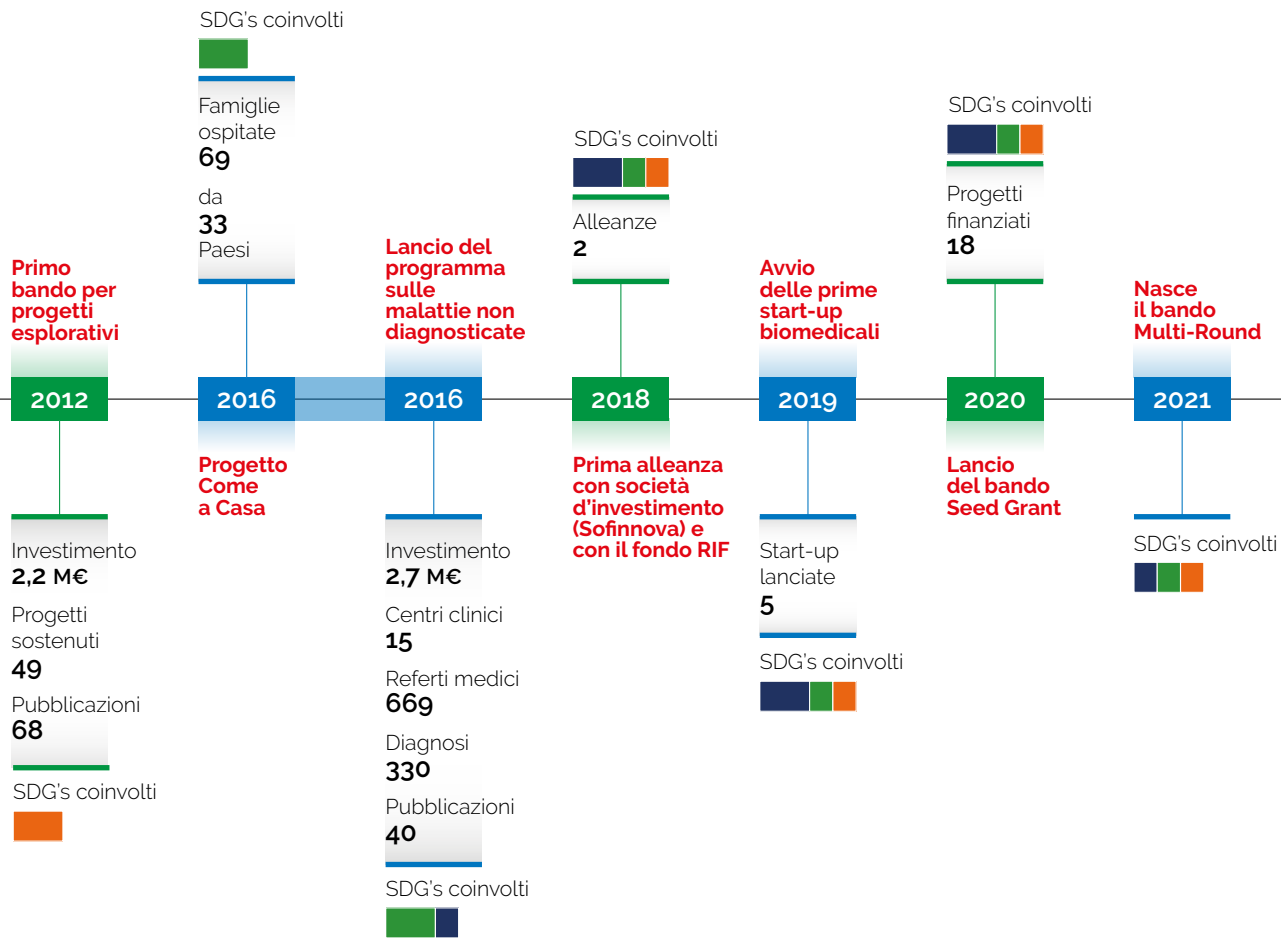 Primo
bando per
progetti
esplorativi
2012
Investimento
2,2 M€
Progetti
sostenuti
49
Pubblicazioni
68
SDG's coinvolti
SDG's coinvolti
Famiglie
ospitate
69
da
33
Paesi
2016
Progetto
Come
a Casa
Lancio del
programma
sulle
malattie non
diagnosticate
2016
Investimento
2,7 M€
Centri clinici
15
Referti medici
669
Diagnosi
330
Pubblicazioni
40
SDG's coinvolti
SDG's coinvolti
Alleanze
2
2018
Prima alleanza
con società
d'investimento
(Sofinnova) e
con il fondo RIF
Avvio
delle prime
start-up
biomedicali
2019
Start-up
lanciate
5
SDG's coinvolti
SDG's coinvolti
Progetti
finanziati
18
2020
Lancio
del bando
Seed Grant
Nasce
il bando
Multi-Round
2021
SDG's coinvolti